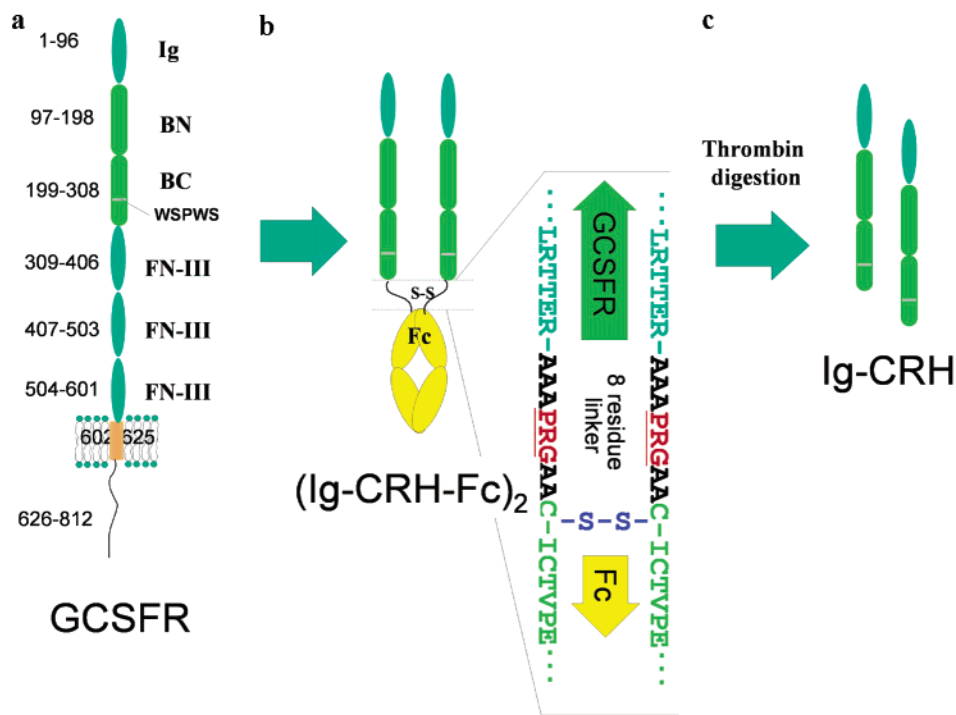 a
1-96
Ig
97-198
BN
199-308
BC
WSPWS
309-406
FN-III
407-503
FN-III
504-601
FN-III
602 625
626-812
GCSFR
b
S-S
Fc
(Ig-CRH-Fc)2
···LRTTER-AAAPRGAAC-ICTVPE···
GCSFR
8 residue
linker
-S-S-
Fc
···LRTTER-AAAPRGAAC-ICTVPE···
c
Thrombin
digestion
Ig-CRH